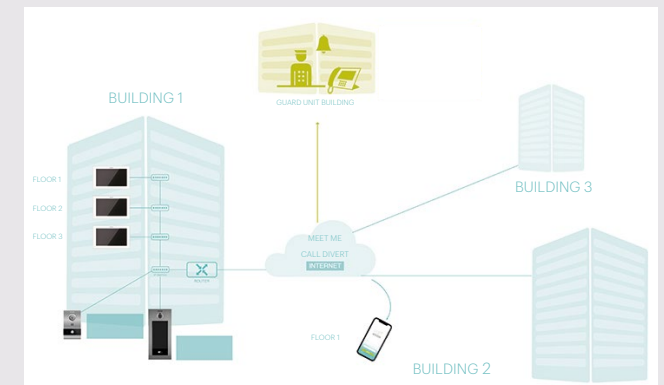 GUARD UNIT BUILDING
BUILDING 1
FLOOR 1
FLOOR 2
FLOOR 3
BUILDING 3
MEET ME
CALL DIVERT
INTERNET
FLOOR 1
BUILDING 2